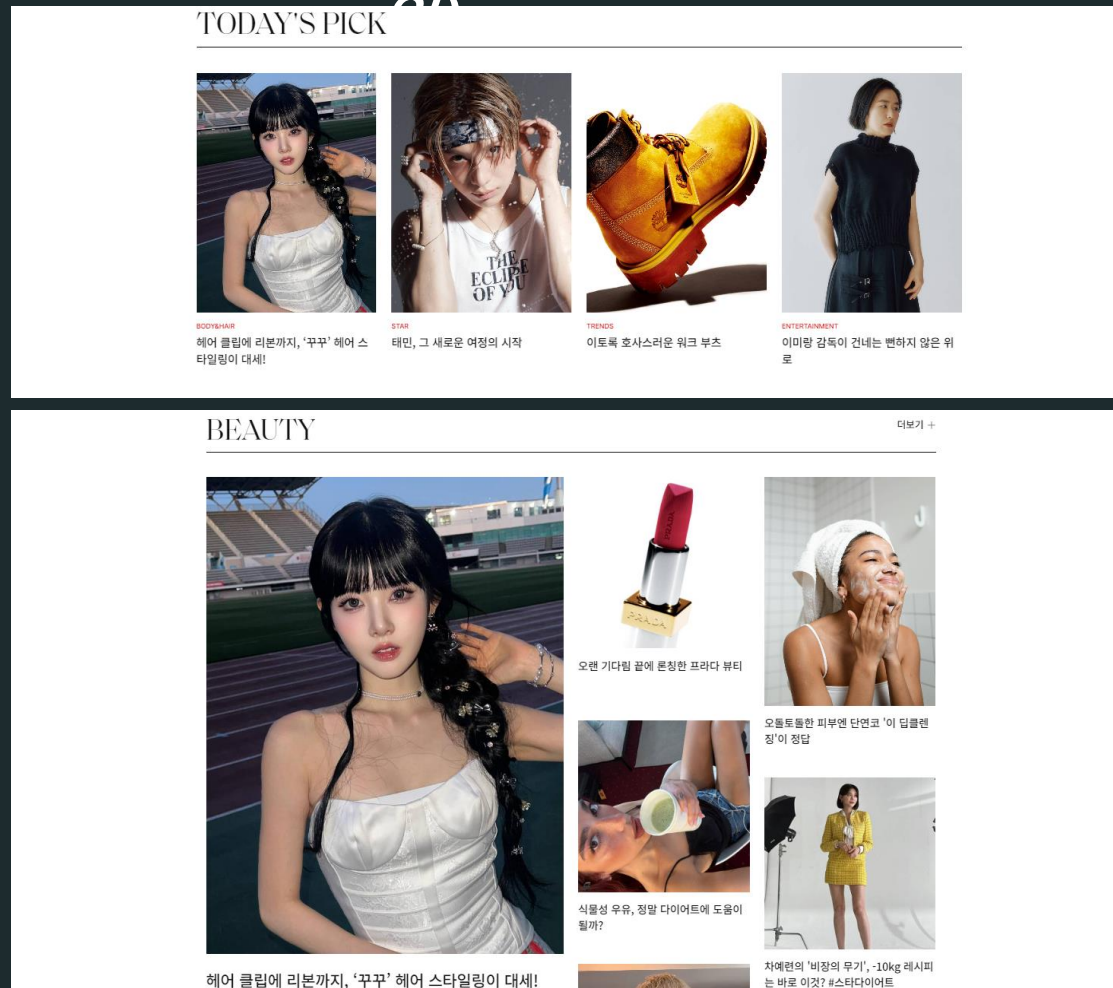 TODAY'S PICK
THE
ECLIPSE
OF YOU
BODY&HAIR
헤어 클립에 리본까지, ‘꾸꾸’ 헤어 스
타일링이 대세!
STAR
태민, 그 새로운 여정의 시작
TRENDS
이토록 호사스러운 워크 부츠
ENTERTAINMENT
이미랑 감독이 건네는 뻔하지 않은 위
로
BEAUTY
더보기 +
PRADA
PRADA
오랜 기다림 끝에 론칭한 프라다 뷰티
오돌토돌한 피부엔 단연코 '이 딥클렌
징'이 정답
식물성 우유, 정말 다이어트에 도움이
될까?
차예련의 '비장의 무기', -10kg 레시피
는 바로 이것? #스타다이어트
헤어 클립에 리본까지, ‘꾸꾸’ 헤어 스타일링이 대세!